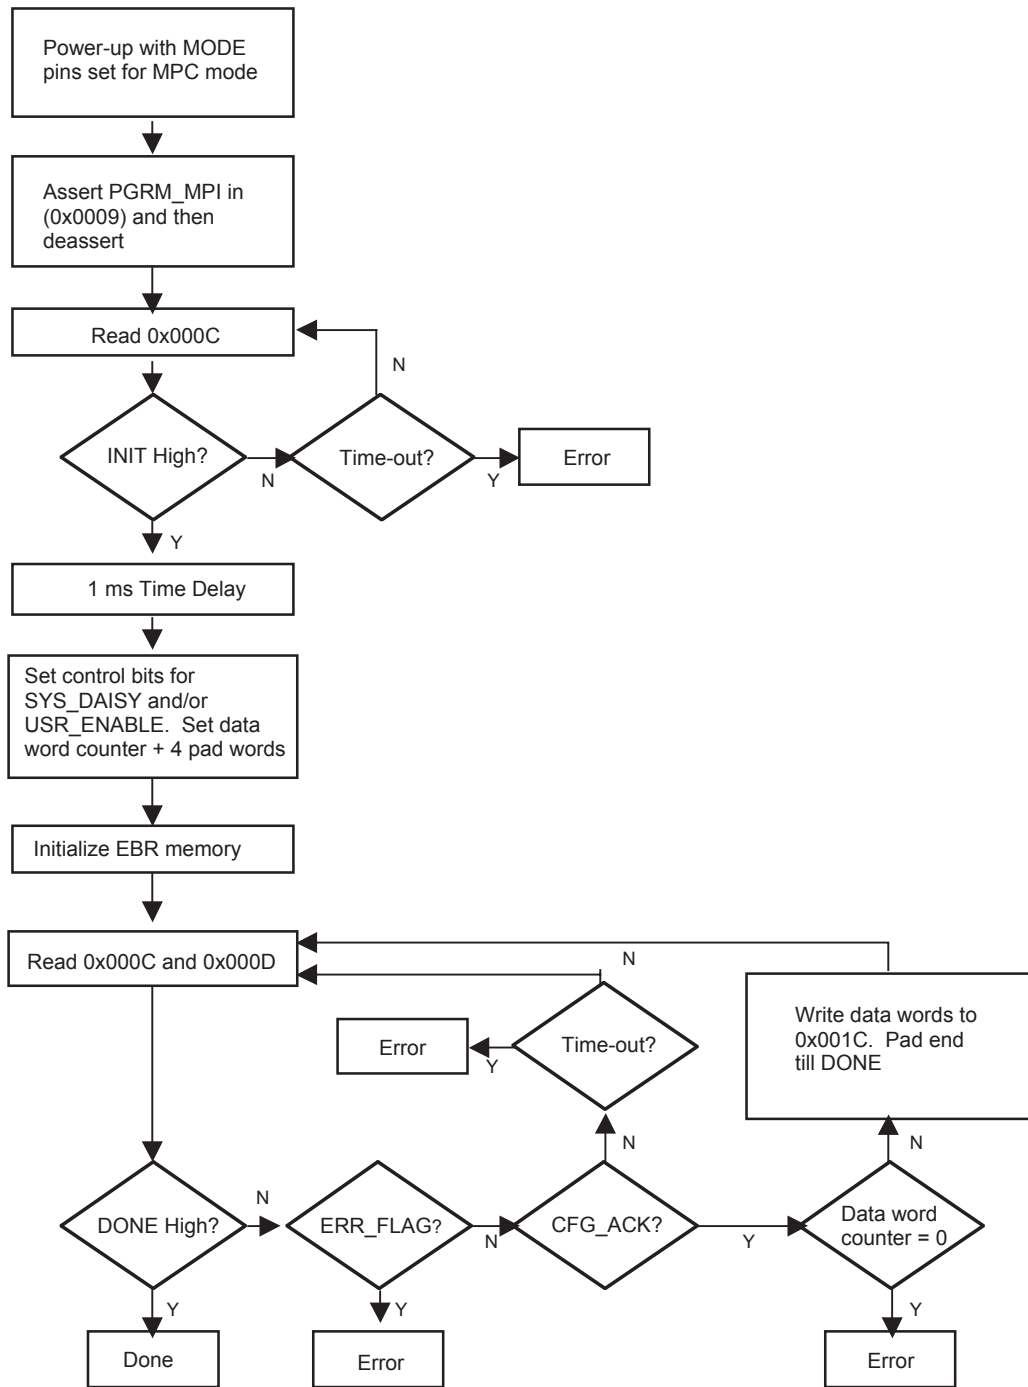 Power-up with MODE
pins set for MPC mode
Assert PGRM_MPI in
(0x0009) and then
deassert
Read 0x000C
N
INIT High?
N
Time-out?
Y
Error
Y
1 ms Time Delay
Set control bits for
SYS_DAISY and/or
USR_ENABLE. Set data
word counter + 4 pad words
Initialize EBR memory
Read 0x000C and 0x000D
N
Write data words to
0x001C. Pad end
till DONE
Time-out?
Y
Error
N
N
DONE High?
N
ERR_FLAG?
N
CFG_ACK?
Y
Data word
counter = 0
Y
Y
Y
Done
Error
Error